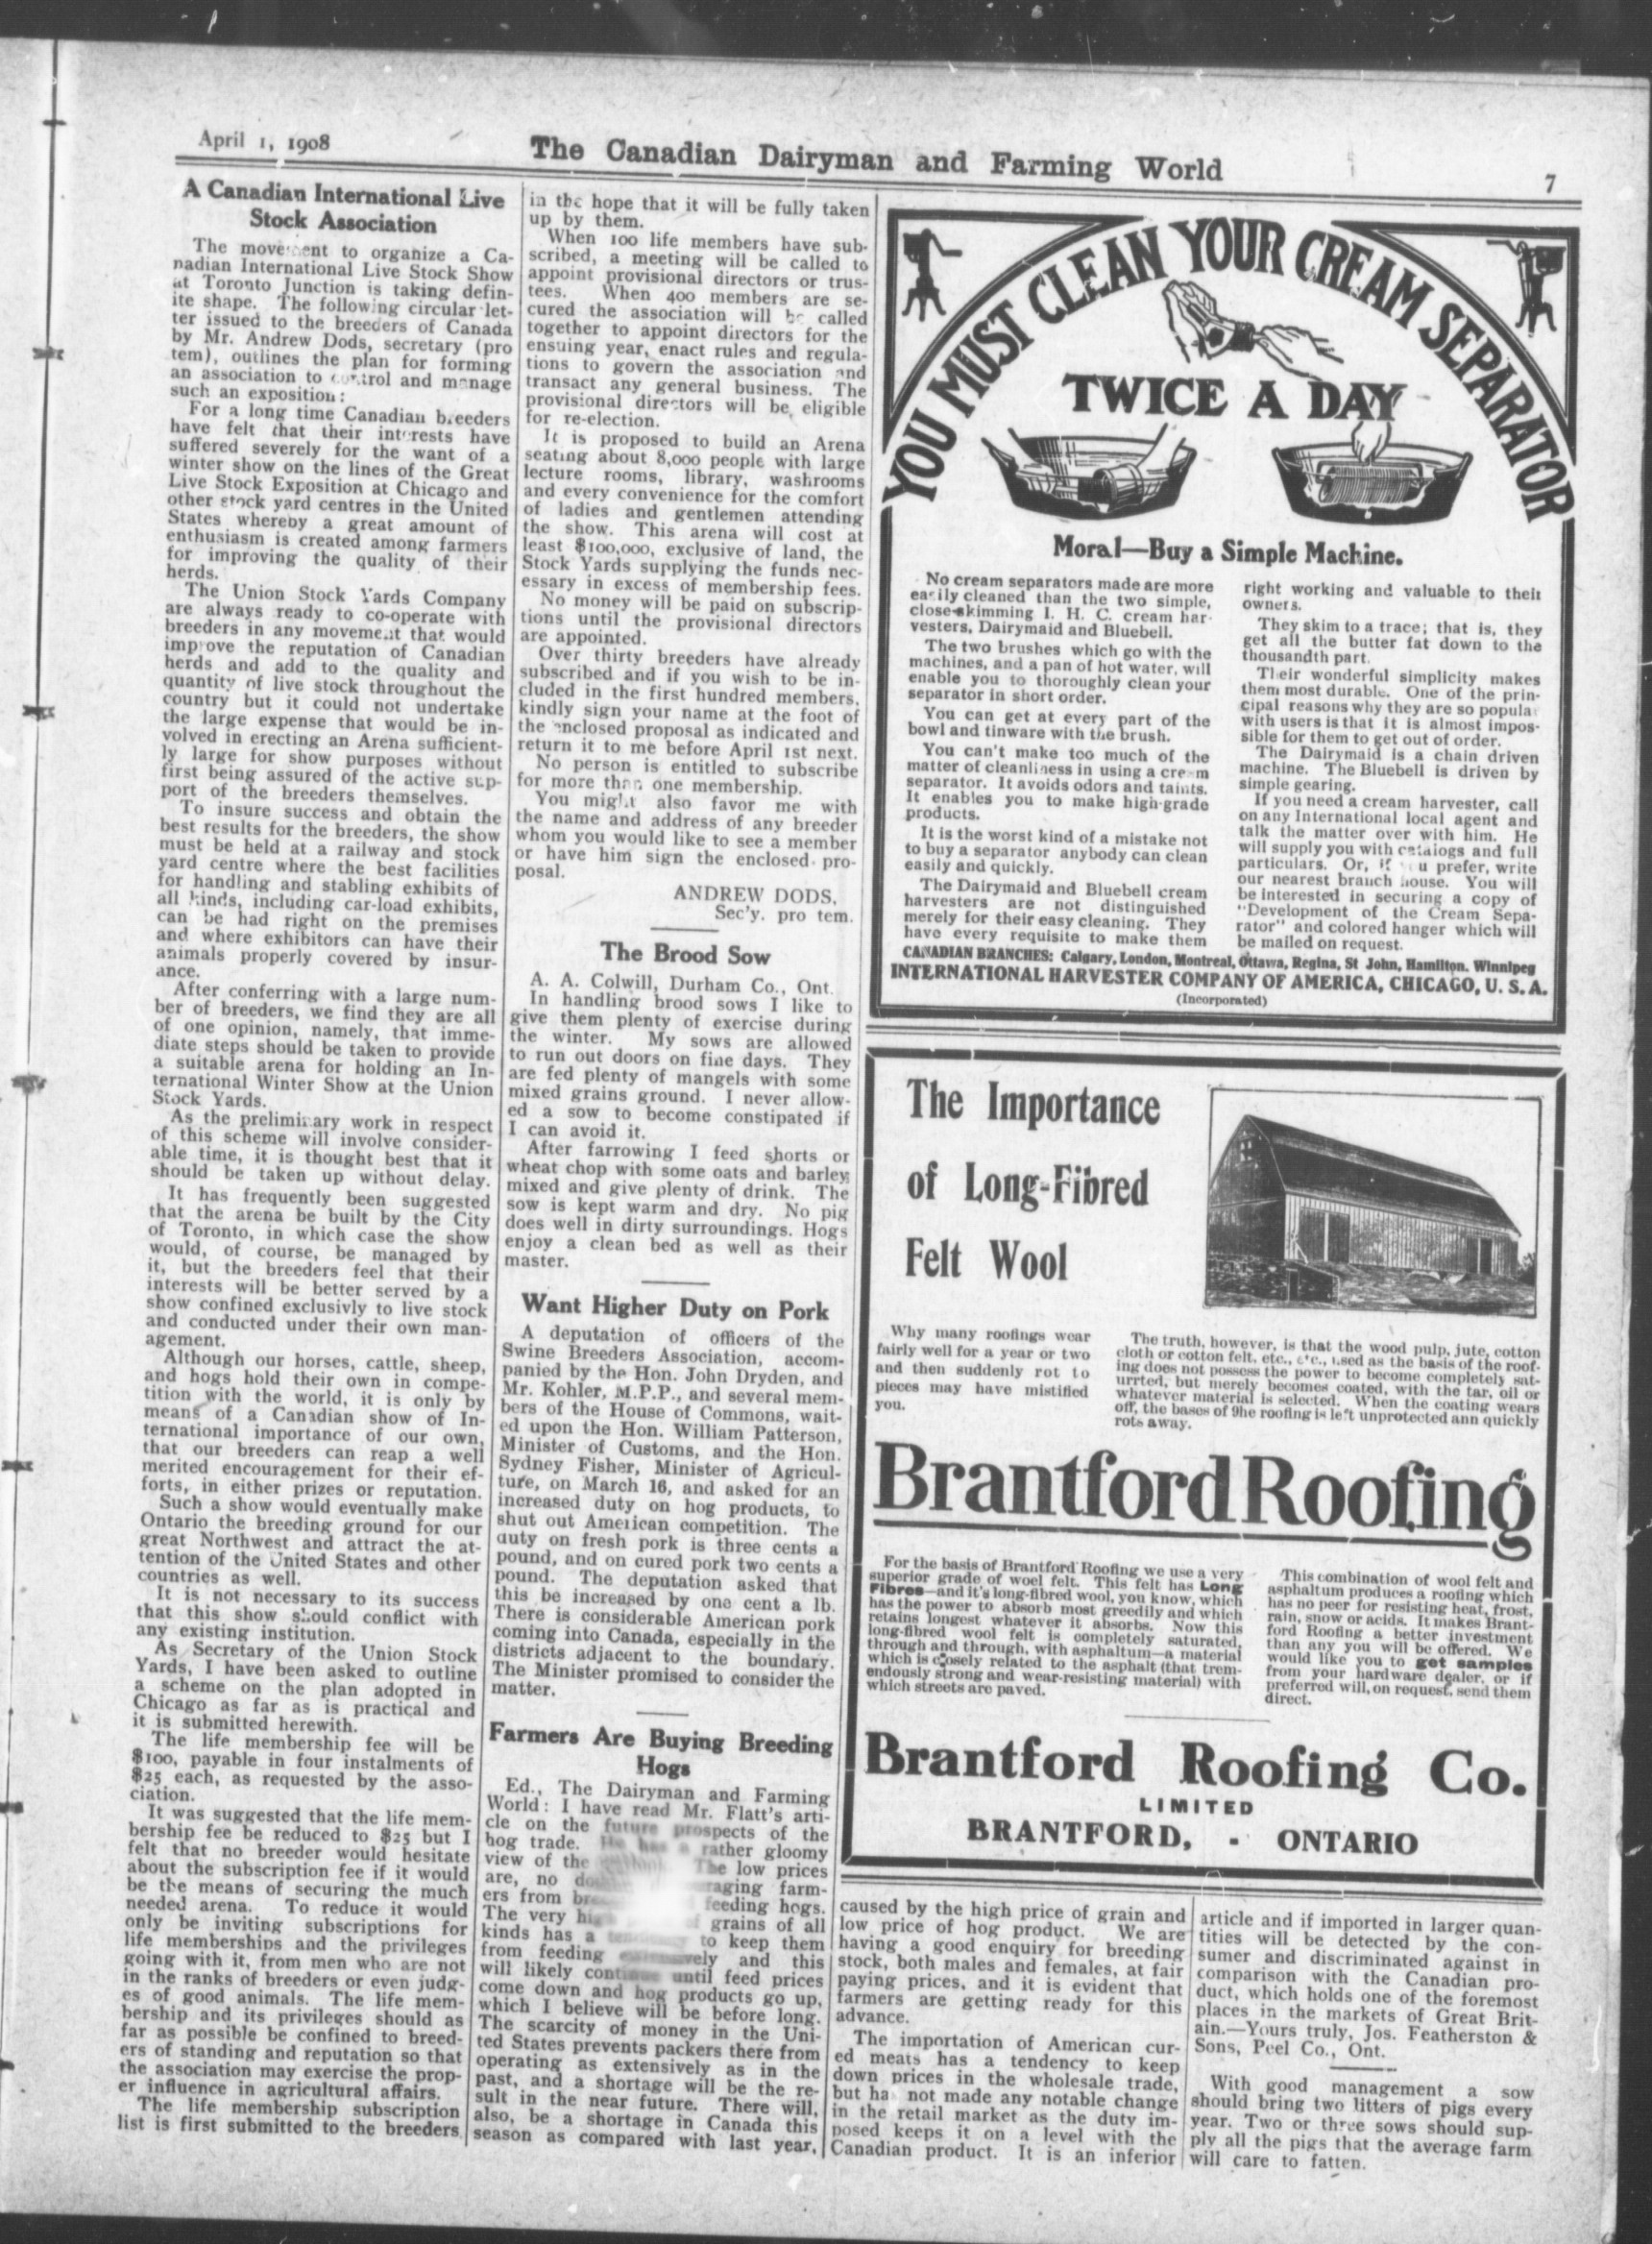 April 1, 1908
The Canadian Dairyman and Farming World
7
A Canadian International Live
Stock Association
The movement to organize a Ca-
nadian International Live Stock Show
at Toronto Junction is taking defin-
ite shape. The following circular let-
ter issued to the breeders of Canada
by Mr. Andrew Dods, secretary (pro
tem), outlines the plan for forming
an association to control and manage
such an exposition:
For a long time Canadian breeders
have felt that their interests have
suffered severely for the want of a
winter show on the lines of the Great
Live Stock Exposition at Chicago and
other stock yard centres in the United
States whereby a great amount of
enthusiasm is created among farmers
for improving the quality of their
herds.
The Union Stock Yards Company
are always ready to co-operate with
breeders in any movement that would
improve the reputation of Canadian
herds and add to the quality and
quantity of live stock throughout the
country but it could not undertake
the large expense that would be in-
volved in erecting an Arena sufficient-
ly large for show purposes without
first being assured of the active sup-
port of the breeders themselves.
To insure success and obtain the
best results for the breeders, the show
must be held at a railway and stock
yard centre where the best facilities
for handling and stabling exhibits of
all kinds, including car-load exhibits,
can be had right on the premises
and where exhibitors can have their
animals properly covered by insur-
ance.
After conferring with a large num-
ber of breeders, we find they are all
of one opinion, namely, that imme-
diate steps should be taken to provide
a suitable arena for holding an In-
ternational Winter Show at the Union
Stock Yards.
As the preliminary work in respect
of this scheme will involve consider-
able time, it is thought best that it
should be taken up without delay.
It has frequently been suggested
that the arena be built by the City
of Toronto, in which case the show
would, of course, be managed by
it, but the breeders feel that their
interests will be better served by a
show confined exclusivly to live stock
and conducted under their own man-
agement.
Although our horses, cattle, sheep,
and hogs hold their own in compe-
tition with the world, it is only by
means of a Canadian show of In-
ternational importance of our own,
that our breeders can reap a well
merited encouragement for their ef-
forts, in either prizes or reputation.
Such a show would eventually make
Ontario the breeding ground for our
great Northwest and attract the at-
tention of the United States and other
countries as well.
It is not necessary to its success
that this show should conflict with
any existing institution.
As Secretary of the Union Stock
Yards, I have been asked to outline
a scheme on the plan adopted in
Chicago as far as is practical and
it is submitted herewith.
The life membership fee will be
$100, payable in four instalments of
$25 each, as requested by the asso-
ciation.
It was suggested that the life mem-
bership fee be reduced to $25 but I
felt that no breeder would hesitate
about the subscription fee if it would
be the means of securing the much
needed arena. To reduce it would
only be inviting subscriptions for
life memberships and the privileges
going with it, from men who are not
in the ranks of breeders or even judg-
es of good animals. The life mem-
bership and its privileges should as
far as possible be confined to breed-
ers of standing and reputation so that
the association may exercise the prop-
er influence in agricultural affairs.
The life membership subscription
list is first submitted to the breeders
in the hope that it will be fully taken
up by them.
When 100 life members have sub-
scribed, a meeting will be called to
appoint provisional directors or trus-
tees. When 400 members are se-
cured the association will be called
together to appoint directors for the
ensuing year, enact rules and regula-
tions to govern the association and
transact any general business. The
provisional directors will be eligible
for re-election.
It is proposed to build an Arena
seating about 8,000 people with large
lecture rooms, library, washrooms
and every convenience for the comfort
of ladies and gentlemen attending
the show. This arena will cost at
least $100,000, exclusive of land, the
Stock Yards supplying the funds nec-
essary in excess of membership fees.
No money will be paid on subscrip-
tions until the provisional directors
are appointed.
Over thirty breeders have already
subscribed and if you wish to be in-
cluded in the first hundred members,
kindly sign your name at the foot of
the enclosed proposal as indicated and
return it to me before April 1st next.
No person is entitled to subscribe
for more than one membership.
You might also favor me with
the name and address of any breeder
whom you would like to see a member
or have him sign the enclosed pro-
posal.
ANDREW DODS,
Sec'y. pro tem.
The Brood Sow
A. A. Colwill, Durham Co., Ont.
In handling brood sows I like to
give them plenty of exercise during
the winter. My sows are allowed
to run out doors on fine days. They
are fed plenty of mangels with some
mixed grains ground. I never allow-
ed a sow to become constipated if
I can avoid it.
After farrowing I feed shorts or
wheat chop with some oats and barley
mixed and give plenty of drink. The
sow is kept warm and dry. No pig
does well in dirty surroundings. Hogs
enjoy a clean bed as well as their
master.
Want Higher Duty on Pork
A deputation of officers of the
Swine Breeders Association, accom-
panied by the Hon. John Dryden, and
Mr. Kohler, M.P.P., and several mem-
bers of the House of Commons, wait-
ed upon the Hon. William Patterson,
Minister of Customs, and the Hon.
Sydney Fisher, Minister of Agricul-
ture, on March 16, and asked for an
increased duty on hog products, to
shut out American competition. The
duty on fresh pork is three cents a
pound, and on cured pork two cents a
pound. The deputation asked that
this be increased by one cent a lb.
There is considerable American pork
coming into Canada, especially in the
districts adjacent to the boundary.
The Minister promised to consider the
matter.
Farmers Are Buying Breeding
Hogs
Ed., The Dairyman and Farming
World: I have read Mr. Flatt's arti-
cle on the future prospects of the
hog trade. He has a rather gloomy
view of the The low prices
are, no farm-
ers from feeding hogs.
The very of grains of all
kinds has a to keep them
from feeding and this
will likely continue until feed prices
come down and hog products go up,
which I believe will be before long.
The scarcity of money in the Uni-
ted States prevents packers there from
operating as extensively as in the
past, and a shortage will be the re-
sult in the near future. There will,
also, be a shortage in Canada this
season as compared with last year,
caused by the high price of grain and
low price of hog product. We are
having a good enquiry for breeding
stock, both males and females, at fair
paying prices, and it is evident that
farmers are getting ready for this
advance.
The importation of American cur-
ed meats has a tendency to keep
down prices in the wholesale trade,
but ha not made any notable change
in the retail market as the duty im-
posed keeps it on a level with the
Canadian product. It is an inferior
article and if imported in larger quan-
tities will be detected by the con-
sumer and discriminated against in
comparison with the Canadian pro-
duct, which holds one of the foremost
places in the markets of Great Brit-
ain.—Yours truly, Jos. Featherston &
Sons, Peel Co., Ont.
With good management a sow
should bring two litters of pigs every
year. Two or three sows should sup-
ply all the pigs that the average farm
will care to fatten.
YOU MUST CLEAN YOUR CREAM SEPARATOR
TWICE A DAY
Moral—Buy a Simple Machine.
No cream separators made are more
easily cleaned than the two simple,
close-skimming I. H. C. cream har-
vesters, Dairymaid and Bluebell.
The two brushes which go with the
machines, and a pan of hot water, will
enable you to thoroughly clean your
separator in short order.
You can get at every part of the
bowl and tinware with the brush.
You can't make too much of the
matter of cleanliness in using a cream
separator. It avoids odors and taints.
It enables you to make high-grade
products.
It is the worst kind of a mistake not
to buy a separator anybody can clean
easily and quickly.
The Dairymaid and Bluebell cream
harvesters are not distinguished
merely for their easy cleaning. They
have every requisite to make them
right working and valuable to their
owners.
They skim to a trace; that is, they
get all the butter fat down to the
thousandth part.
Their wonderful simplicity makes
them most durable. One of the prin-
cipal reasons why they are so popular
with users is that it is almost impos-
sible for them to get out of order.
The Dairymaid is a chain driven
machine. The Bluebell is driven by
simple gearing.
If you need a cream harvester, call
on any International local agent and
talk the matter over with him. He
will supply you with catalogs and full
particulars. Or, if you prefer, write
our nearest branch house. You will
be interested in securing a copy of
"Development of the Cream Sepa-
rator" and colored hanger which will
be mailed on request.
CANADIAN BRANCHES: Calgary, London, Montreal, Ottawa, Regina, St John, Hamilton, Winnipeg
INTERNATIONAL HARVESTER COMPANY OF AMERICA, CHICAGO, U. S. A.
(Incorporated)
The Importance
of Long-Fibred
Felt Wool
Why many roofings wear
fairly well for a year or two
and then suddenly rot to
pieces may have mistified
you.
The truth, however, is that the wood pulp, jute, cotton
cloth or cotton felt, etc., etc., used as the basis of the roof-
ing does not possess the power to become completely sat-
urrted, but merely becomes coated, with the tar, oil or
whatever material is selected. When the coating wears
off, the bases of 9he roofing is left unprotected ann quickly
rots away.
Brantford Roofing
For the basis of Brantford Roofing we use a very
superior grade of woel felt. This felt has Long
Fibres—and it's long-fibred wool, you know, which
has the power to absorb most greedily and which
retains longest whatever it absorbs. Now this
long-fibred wool felt is completely saturated,
through and through, with asphaltum—a material
which is closely related to the asphalt (that trem-
endously strong and wear-resisting material) with
which streets are paved.
This combination of wool felt and
asphaltum produces a roofing which
has no peer for resisting heat, frost,
rain, snow or acids. It makes Brant-
ford Roofing a better investment
than any you will be offered. We
would like you to get samples
from your hardware dealer, or if
preferred will, on request, send them
direct.
Brantford Roofing Co.
LIMITED
BRANTFORD, - ONTARIO